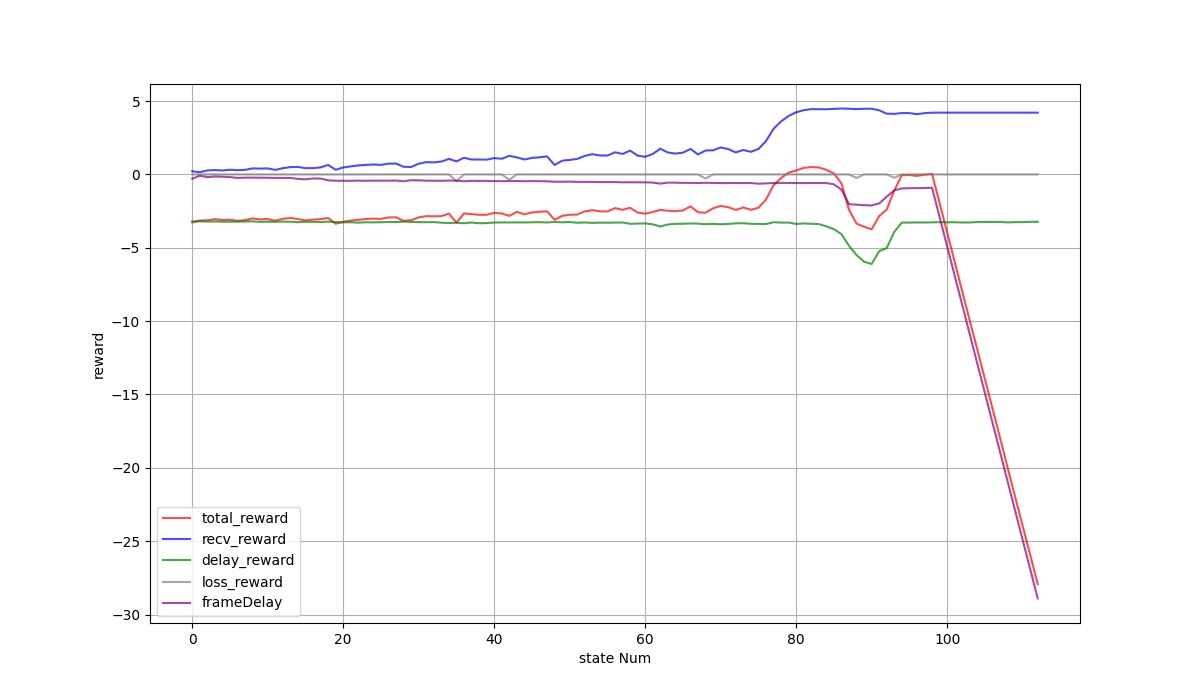 5
0
−5
−10
−15
−20
−25
−30
reward
total_reward
recv_reward
delay_reward
loss_reward
frameDelay
0
20
40
60
80
100
state Num